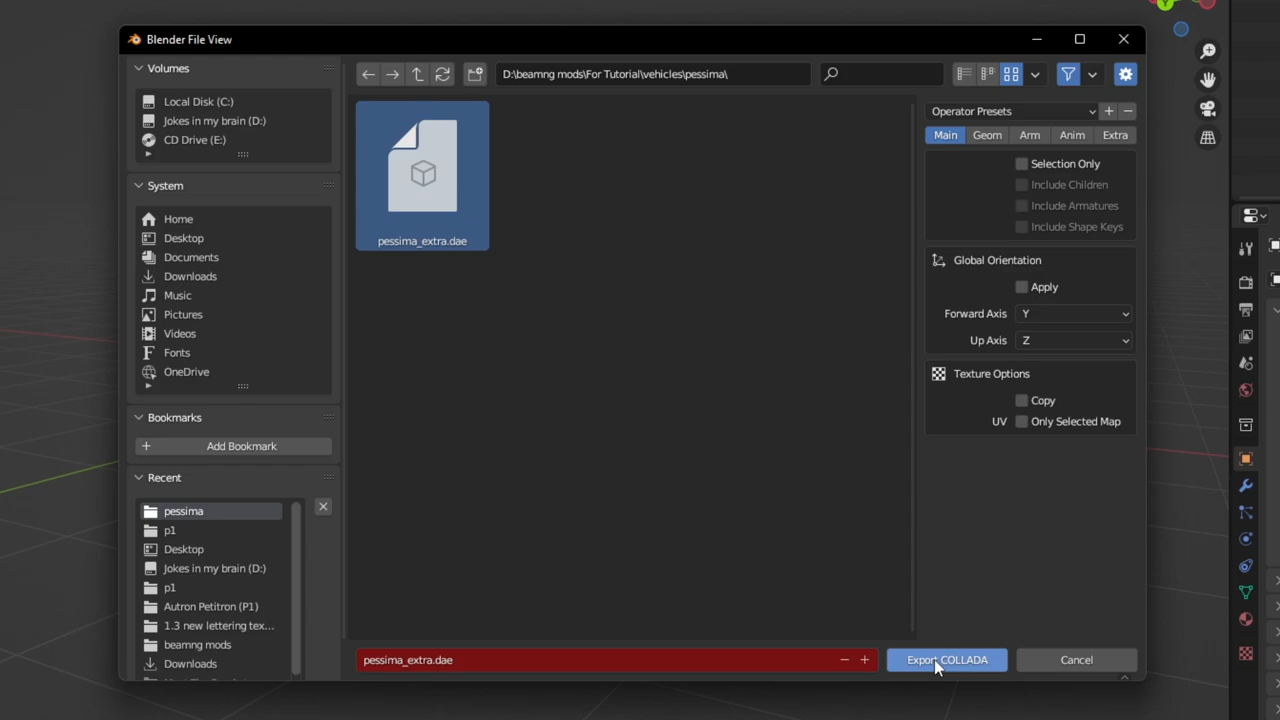 Y
Blender File View
Volumes
Local Disk (C:)
Jokes in my brain (D:)
CD Drive (E:)
System
Home
Desktop
Documents
Downloads
Music
Pictures
Videos
Fonts
OneDrive
Bookmarks
Add Bookmark
Recent
pessima
p1
Desktop
Jokes in my brain (D:)
p1
Autron Petitron (P1)
1.3 new lettering tex...
beamng mods
Downloads
D:\beamng mods\For Tutorial\vehicles\pessima\
pessima_extra.dae
Operator Presets
Main Geom Arm Anim Extra
Selection Only
Include Children
Include Armatures
Include Shape Keys
Global Orientation
Apply
Forward Axis Y
Up Axis Z
Texture Options
Copy
UV Only Selected Map
pessima_extra.dae
Export COLLADA
Cancel